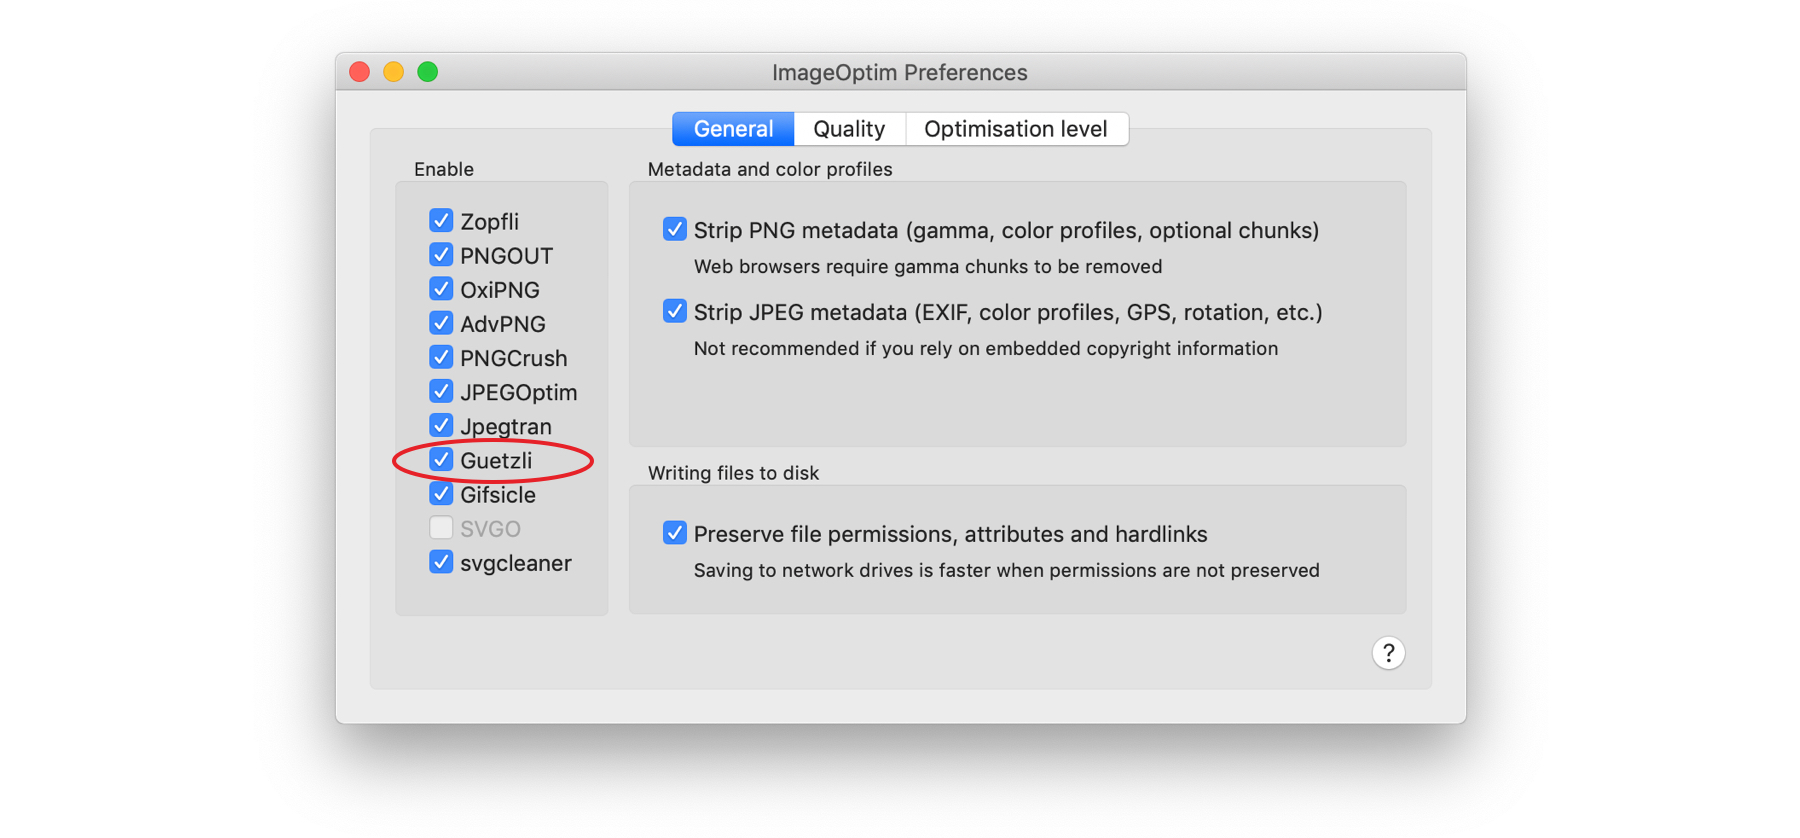 ImageOptim Preferences
General
Quality
Optimisation level
Enable
Zopfli
PNGOUT
OxiPNG
AdvPNG
PNGCrush
JPEGOptim
Jpegtran
Guetzli
Gifsicle
SVGO
svgcleaner
Metadata and color profiles
Strip PNG metadata (gamma, color profiles, optional chunks)
Web browsers require gamma chunks to be removed
Strip JPEG metadata (EXIF, color profiles, GPS, rotation, etc.)
Not recommended if you rely on embedded copyright information
Writing files to disk
Preserve file permissions, attributes and hardlinks
Saving to network drives is faster when permissions are not preserved
?